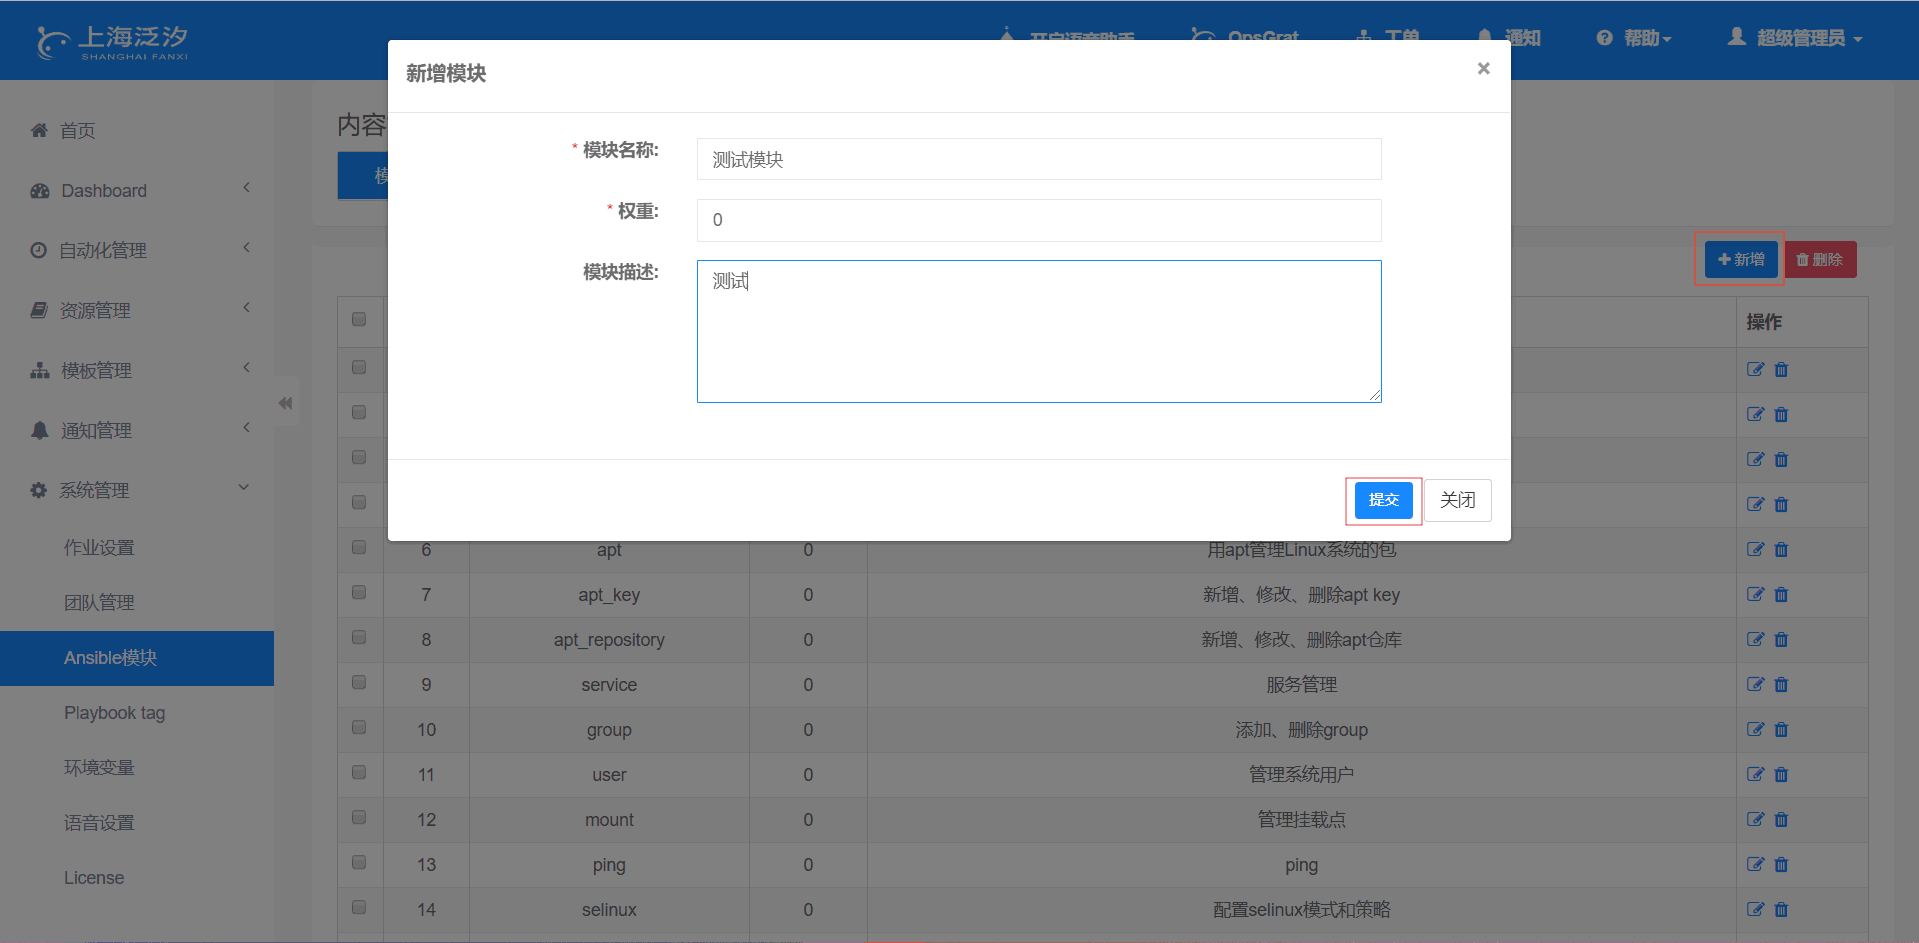 上海泛汐
SHANGHAI FANXI
开启语音助手
OpsGrat
工单
通知
帮助
超级管理员
首页
Dashboard
自动化管理
资源管理
模板管理
通知管理
系统管理
作业设置
团队管理
Ansible模块
Playbook tag
环境变量
语音设置
License
内容
模
新增模块
×
* 模块名称:
测试模块
* 权重:
0
模块描述:
测试
提交
关闭
新增
删除
操作
6 apt 0 用apt管理Linux系统的包
7 apt_key 0 新增、修改、删除apt key
8 apt_repository 0 新增、修改、删除apt仓库
9 service 0 服务管理
10 group 0 添加、删除group
11 user 0 管理系统用户
12 mount 0 管理挂载点
13 ping 0 ping
14 selinux 0 配置selinux模式和策略